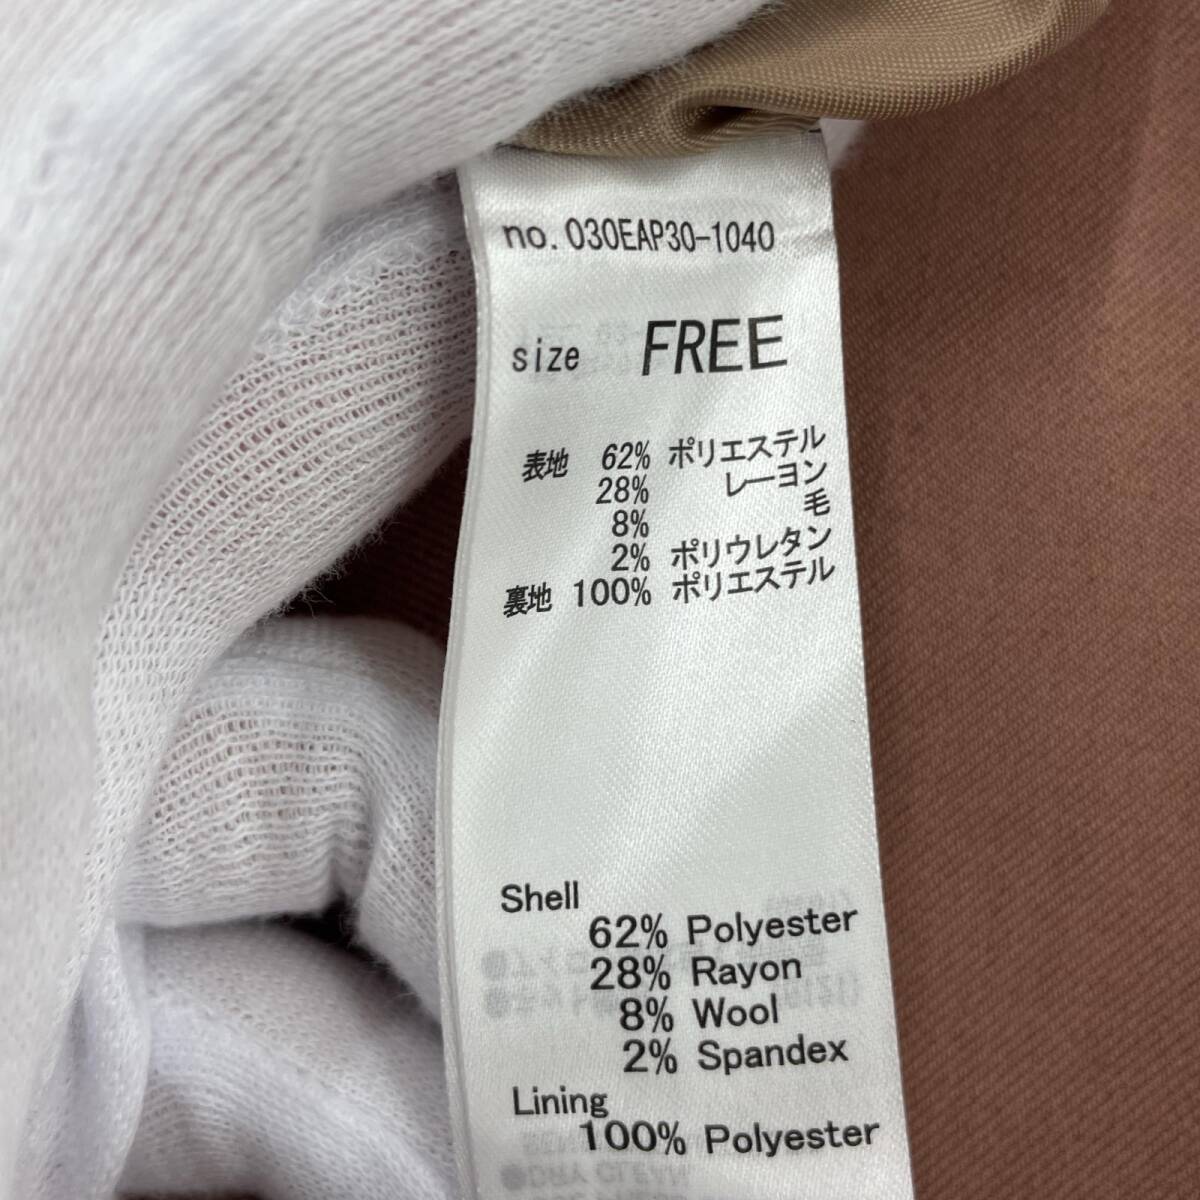 no. 030EAP30-1040
size FREE
表地 62% ポリエステル
28% レーヨン
8% 毛
2% ポリウレタン
裏地 100% ポリエステル
Shell
62% Polyester
28% Rayon
8% Wool
2% Spandex
Lining
100% Polyester